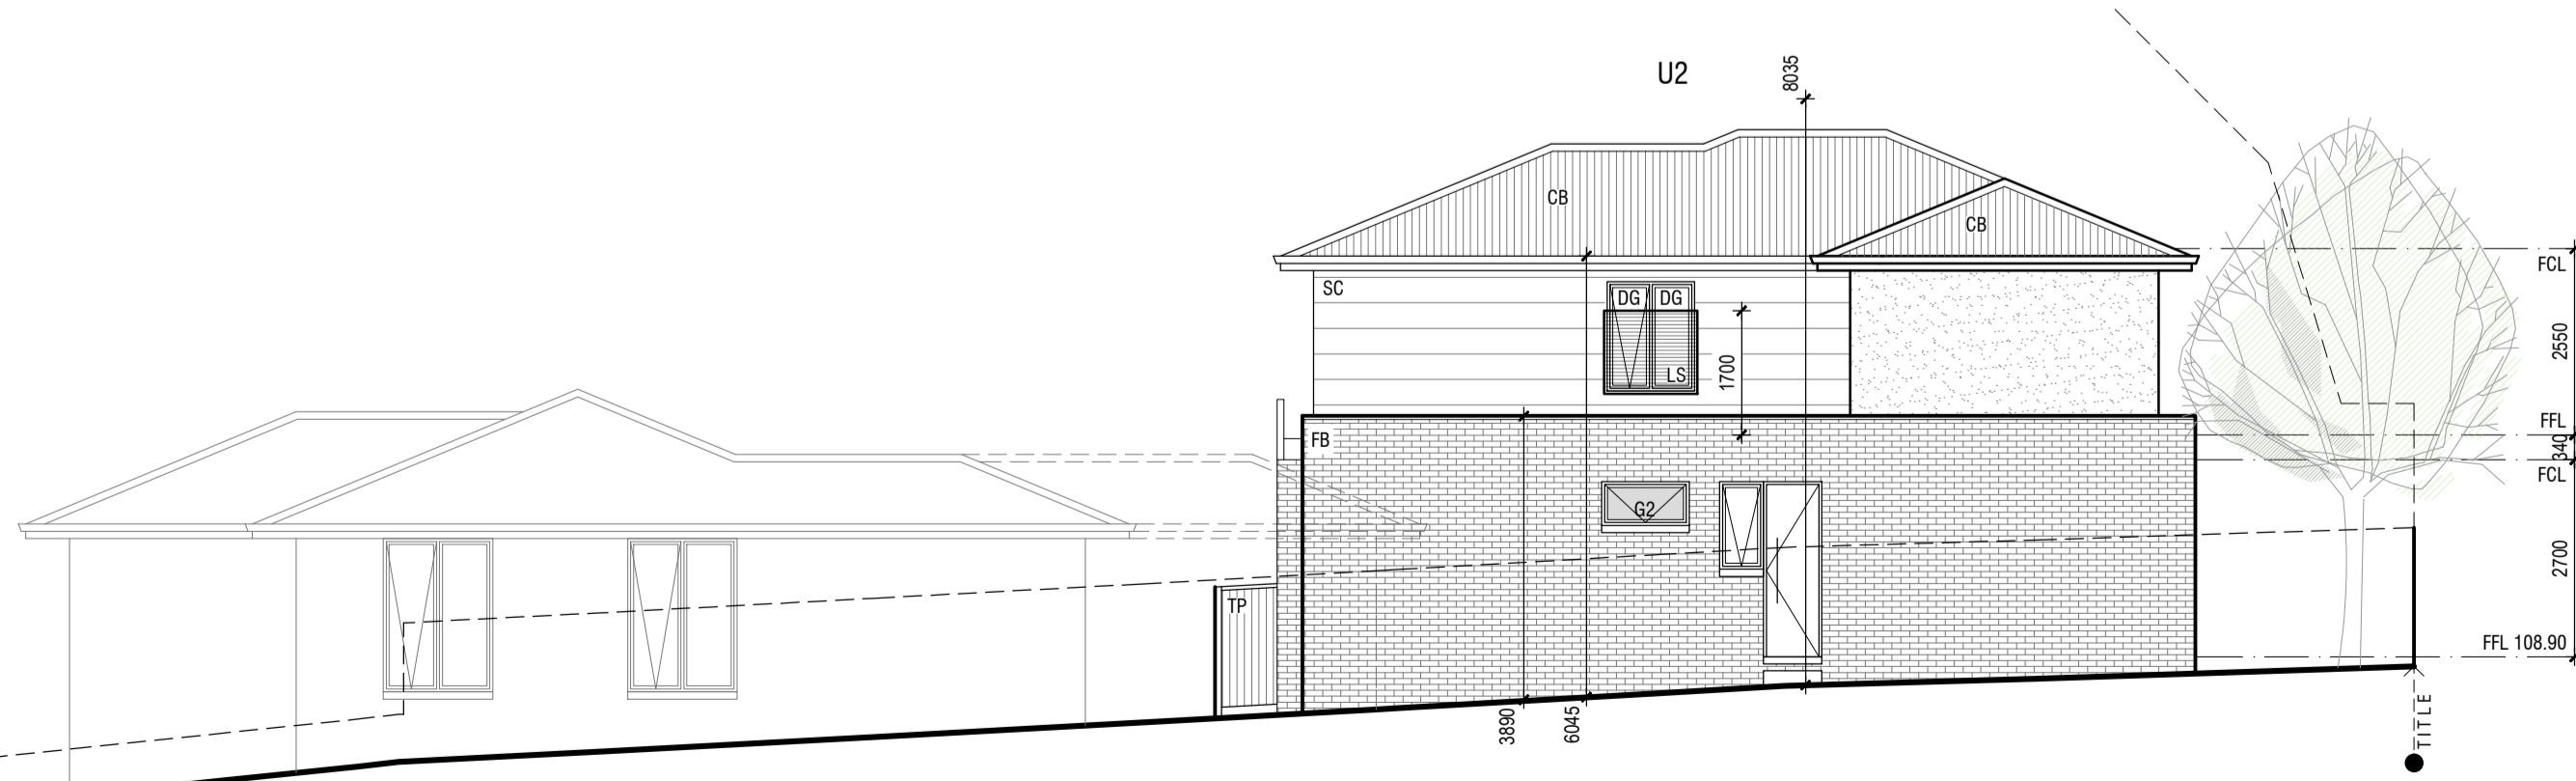 U2
8035
CB
CB
FCL
SC
DG DG
LS
1700
2550
FFL
340
FCL
FB
G2
2700
TP
FFL 108.90
3890
6045
TITLE